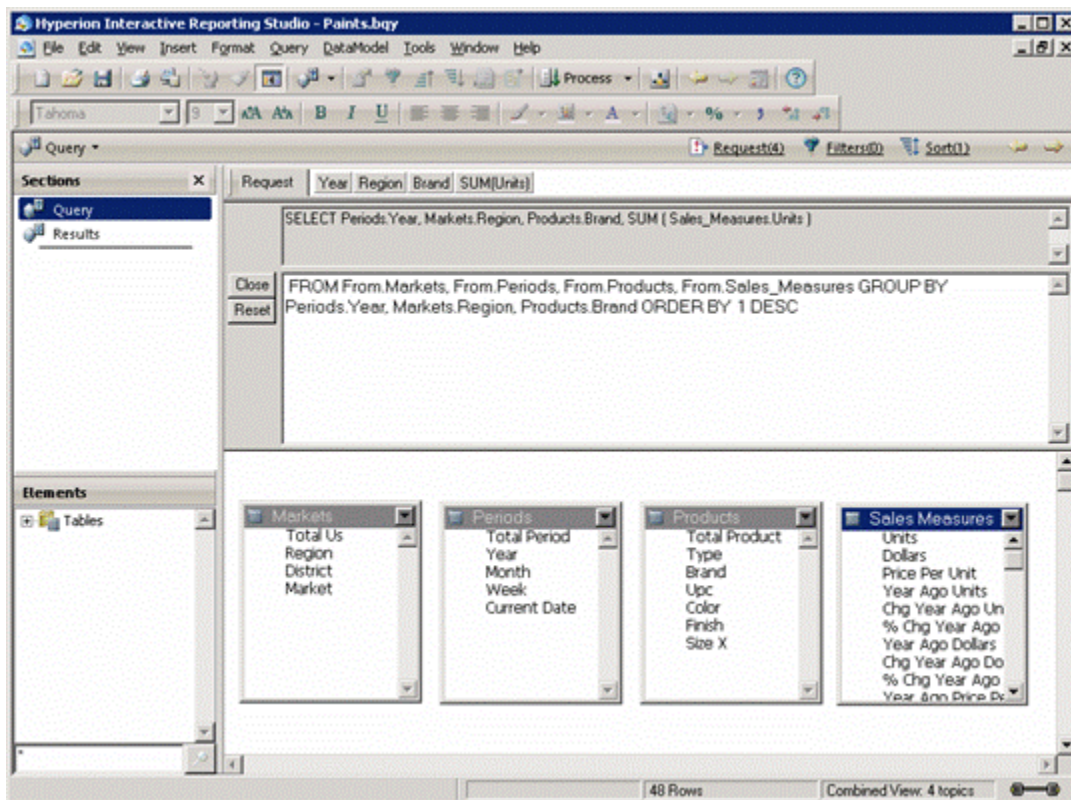 Hyperion Interactive Reporting Studio - Paints.bqy
File Edit View Insert Format Query DataModel Tools Window Help
Process
Tahoma 9 B I U A %
Query Request(4) Filters(0) Sort(1)
Sections Request Year Region Brand SUM(Units)
Query
Results
SELECT Periods.Year, Markets.Region, Products.Brand, SUM ( Sales_Measures.Units )
Close
Reset
FROM From.Markets, From.Periods, From.Products, From.Sales_Measures GROUP BY
Periods.Year, Markets.Region, Products.Brand ORDER BY 1 DESC
Elements
Tables
*
Markets
Total Us
Region
District
Market
Periods
Total Period
Year
Month
Week
Current Date
Products
Total Product
Type
Brand
Upc
Color
Finish
Size X
Sales Measures
Units
Dollars
Price Per Unit
Year Ago Units
Chg Year Ago Un
% Chg Year Ago
Year Ago Dollars
Chg Year Ago Do
% Chg Year Ago
Year Ago Price Pe
48 Rows Combined View: 4 topics